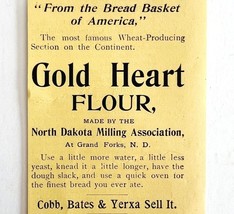 "From the Bread Basket
of America,"
The most famous Wheat-Producing
Section on the Continent.
Gold Heart
FLOUR,
MADE BY THE
North Dakota Milling Association,
At Grand Forks, N. D.
Use a little more water, a little less
yeast, knead it a little longer, have the
dough slack, and use a quick oven for
the finest bread you ever ate.
Cobb, Bates & Yerxa Sell It.